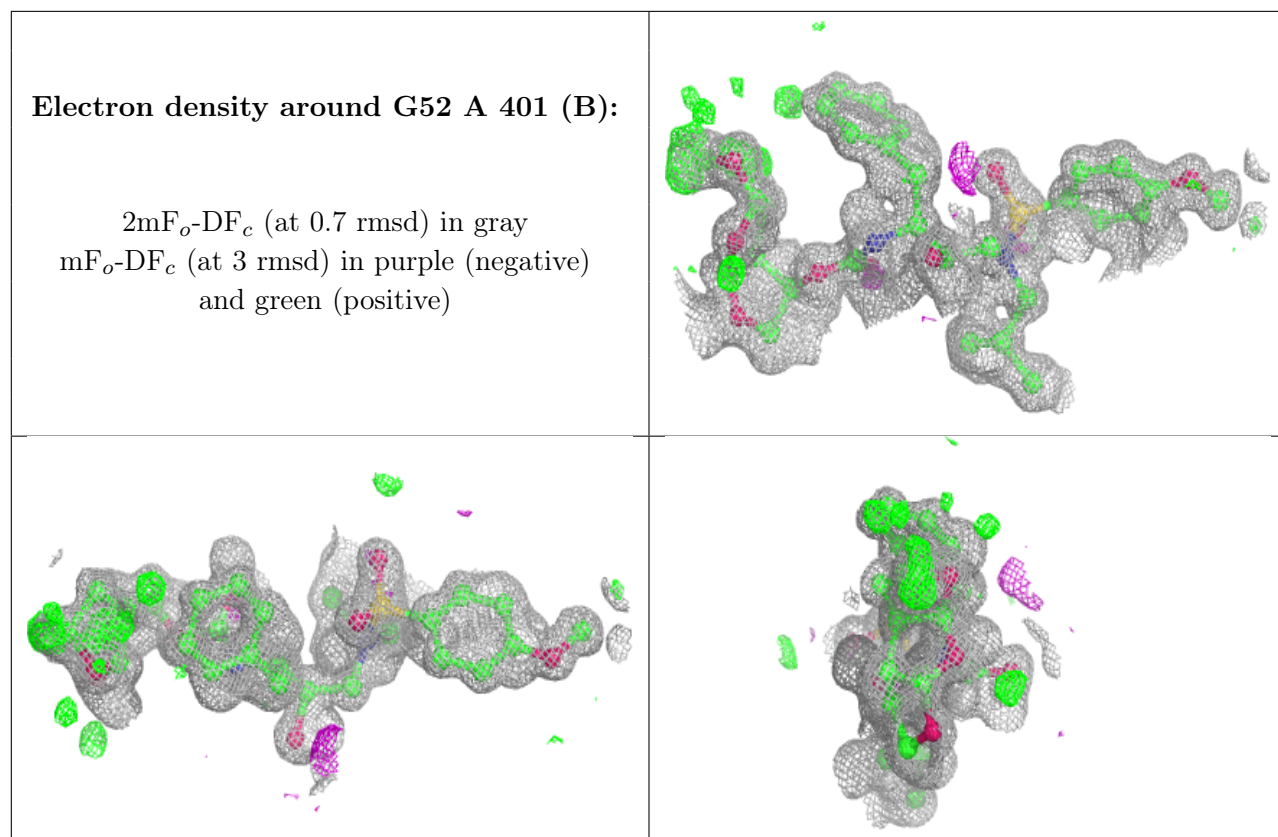 Electron density around G52 A 401 (B):
2mFo-DFc (at 0.7 rmsd) in gray
mFo-DFc (at 3 rmsd) in purple (negative)
and green (positive)